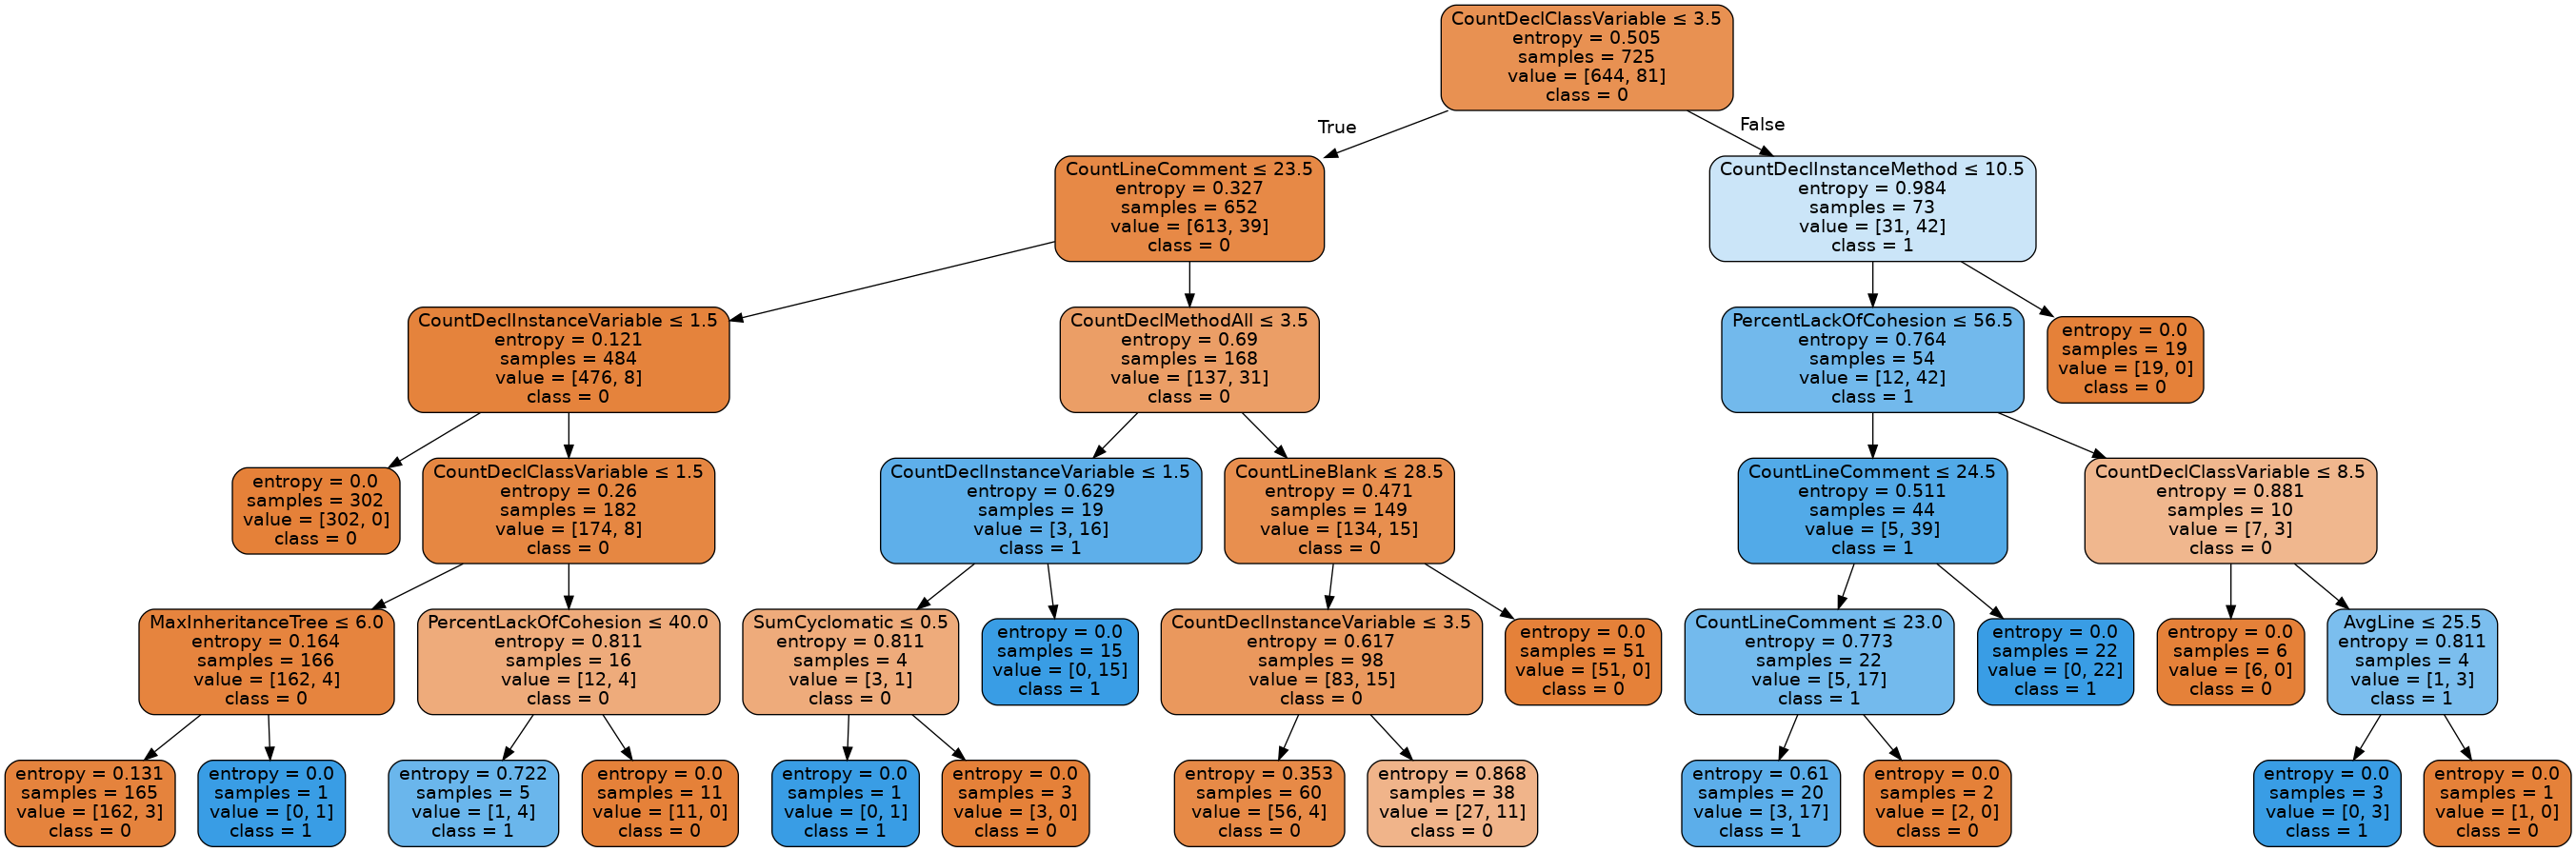 CountDeclClassVariable ≤ 3.5
entropy = 0.505
samples = 725
value = [644, 81]
class = 0
True
False
CountLineComment ≤ 23.5
entropy = 0.327
samples = 652
value = [613, 39]
class = 0
CountDeclInstanceMethod ≤ 10.5
entropy = 0.984
samples = 73
value = [31, 42]
class = 1
CountDeclInstanceVariable ≤ 1.5
entropy = 0.121
samples = 484
value = [476, 8]
class = 0
CountDeclMethodAll ≤ 3.5
entropy = 0.69
samples = 168
value = [137, 31]
class = 0
PercentLackOfCohesion ≤ 56.5
entropy = 0.764
samples = 54
value = [12, 42]
class = 1
entropy = 0.0
samples = 19
value = [19, 0]
class = 0
entropy = 0.0
samples = 302
value = [302, 0]
class = 0
CountDeclClassVariable ≤ 1.5
entropy = 0.26
samples = 182
value = [174, 8]
class = 0
CountDeclInstanceVariable ≤ 1.5
entropy = 0.629
samples = 19
value = [3, 16]
class = 1
CountLineBlank ≤ 28.5
entropy = 0.471
samples = 149
value = [134, 15]
class = 0
CountLineComment ≤ 24.5
entropy = 0.511
samples = 44
value = [5, 39]
class = 1
CountDeclClassVariable ≤ 8.5
entropy = 0.881
samples = 10
value = [7, 3]
class = 0
MaxInheritanceTree ≤ 6.0
entropy = 0.164
samples = 166
value = [162, 4]
class = 0
PercentLackOfCohesion ≤ 40.0
entropy = 0.811
samples = 16
value = [12, 4]
class = 0
SumCyclomatic ≤ 0.5
entropy = 0.811
samples = 4
value = [3, 1]
class = 0
entropy = 0.0
samples = 15
value = [0, 15]
class = 1
CountDeclInstanceVariable ≤ 3.5
entropy = 0.617
samples = 98
value = [83, 15]
class = 0
entropy = 0.0
samples = 51
value = [51, 0]
class = 0
CountLineComment ≤ 23.0
entropy = 0.773
samples = 22
value = [5, 17]
class = 1
entropy = 0.0
samples = 22
value = [0, 22]
class = 1
entropy = 0.0
samples = 6
value = [6, 0]
class = 0
AvgLine ≤ 25.5
entropy = 0.811
samples = 4
value = [1, 3]
class = 1
entropy = 0.131
samples = 165
value = [162, 3]
class = 0
entropy = 0.0
samples = 1
value = [0, 1]
class = 1
entropy = 0.722
samples = 5
value = [1, 4]
class = 1
entropy = 0.0
samples = 11
value = [11, 0]
class = 0
entropy = 0.0
samples = 1
value = [0, 1]
class = 1
entropy = 0.0
samples = 3
value = [3, 0]
class = 0
entropy = 0.353
samples = 60
value = [56, 4]
class = 0
entropy = 0.868
samples = 38
value = [27, 11]
class = 0
entropy = 0.61
samples = 20
value = [3, 17]
class = 1
entropy = 0.0
samples = 2
value = [2, 0]
class = 0
entropy = 0.0
samples = 3
value = [0, 3]
class = 1
entropy = 0.0
samples = 1
value = [1, 0]
class = 0